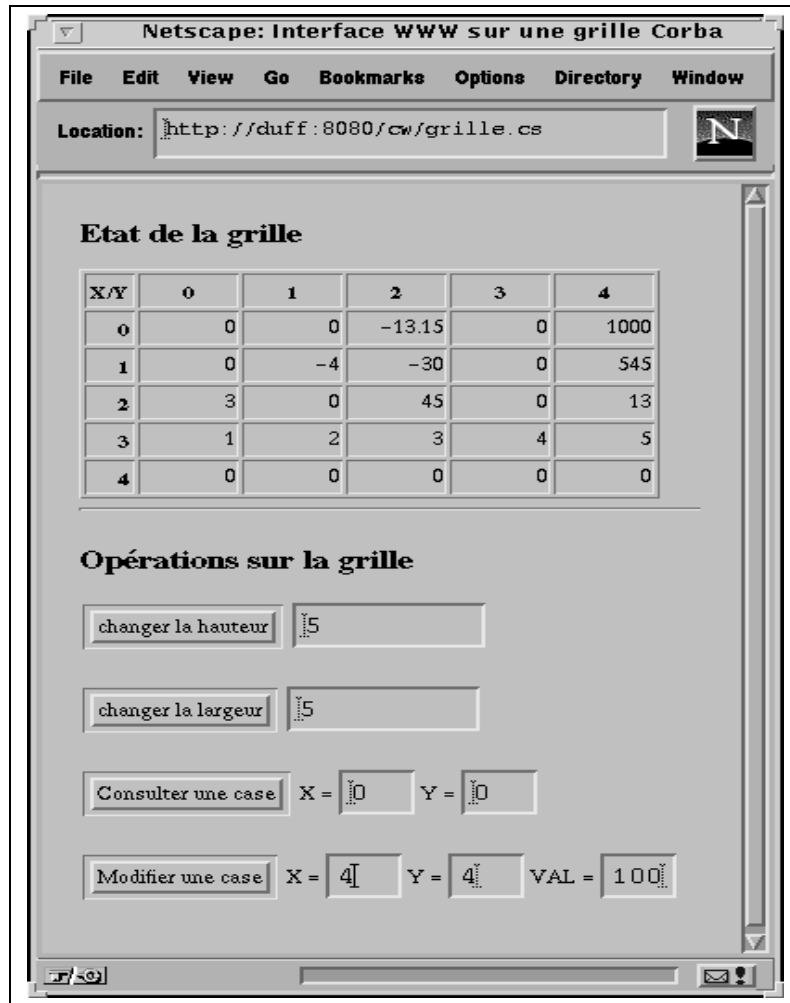 Netscape: Interface WWW sur une grille Corba
File Edit View Go Bookmarks Options Directory Window
Location: http://duff:8080/cw/grille.cs
N
Etat de la grille
X/Y 0 1 2 3 4
0 0 0 -13.15 0 1000
1 0 -4 -30 0 545
2 3 0 45 0 13
3 1 2 3 4 5
4 0 0 0 0 0
Opérations sur la grille
changer la hauteur 5
changer la largeur 5
Consulter une case X = 0 Y = 0
Modifier une case X = 4 Y = 4 VAL = 100